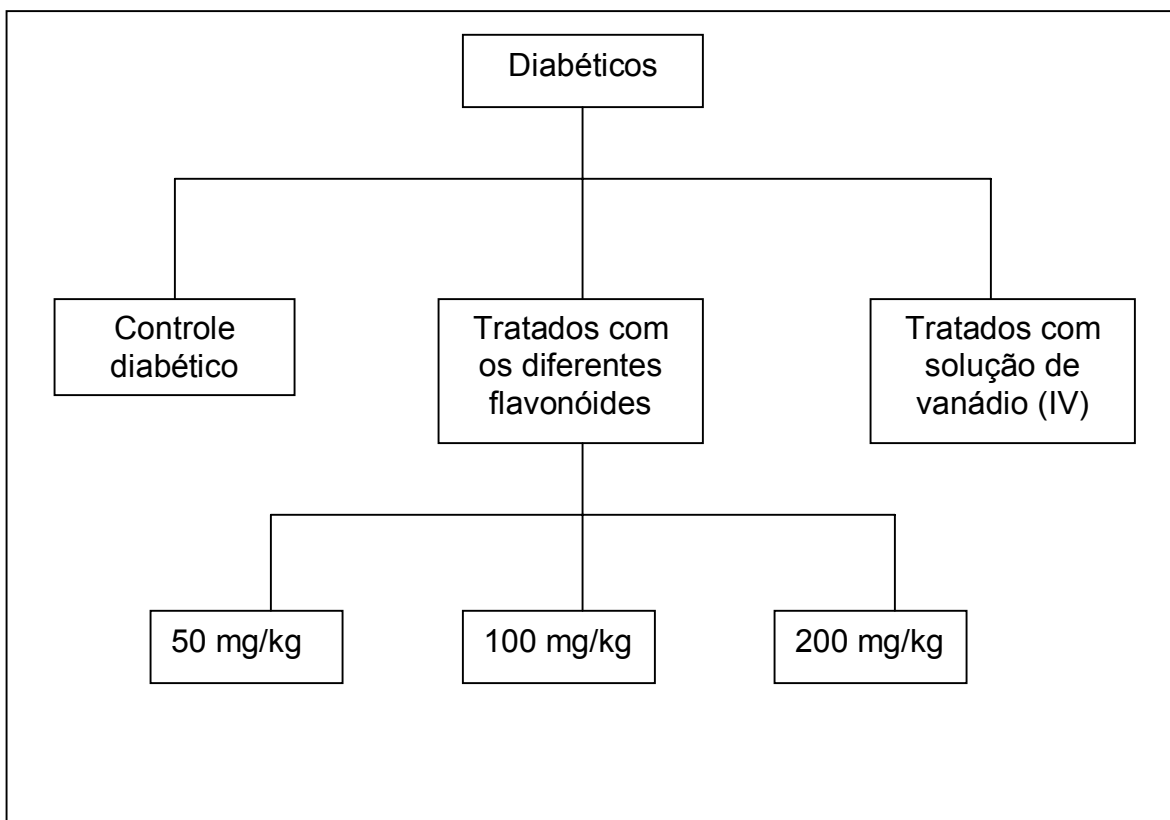 Diabéticos
Controle
diabético
Tratados com
os diferentes
flavonóides
Tratados com
solução de
vanádio (IV)
50 mg/kg
100 mg/kg
200 mg/kg